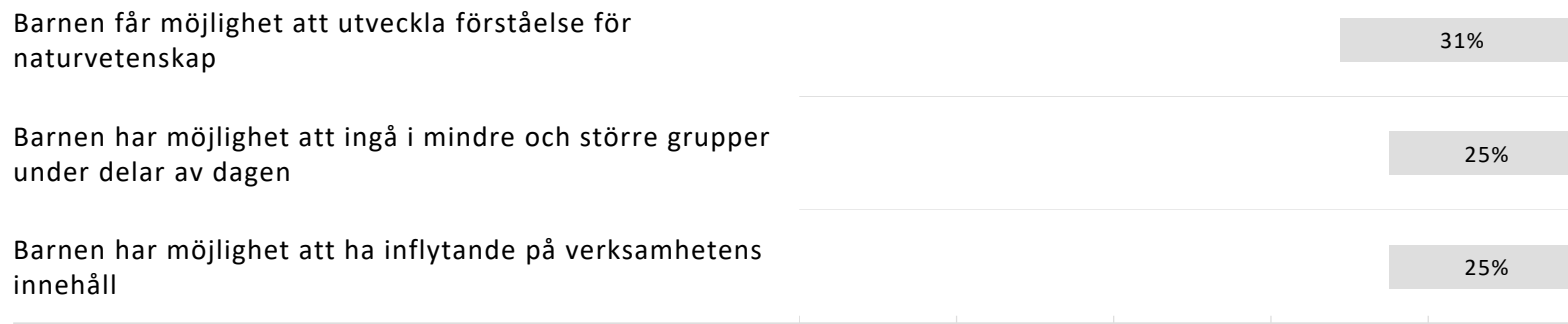 Barnen får möjlighet att utveckla förståelse för
naturvetenskap
31%
Barnen har möjlighet att ingå i mindre och större grupper
under delar av dagen
25%
Barnen har möjlighet att ha inflytande på verksamhetens
innehåll
25%